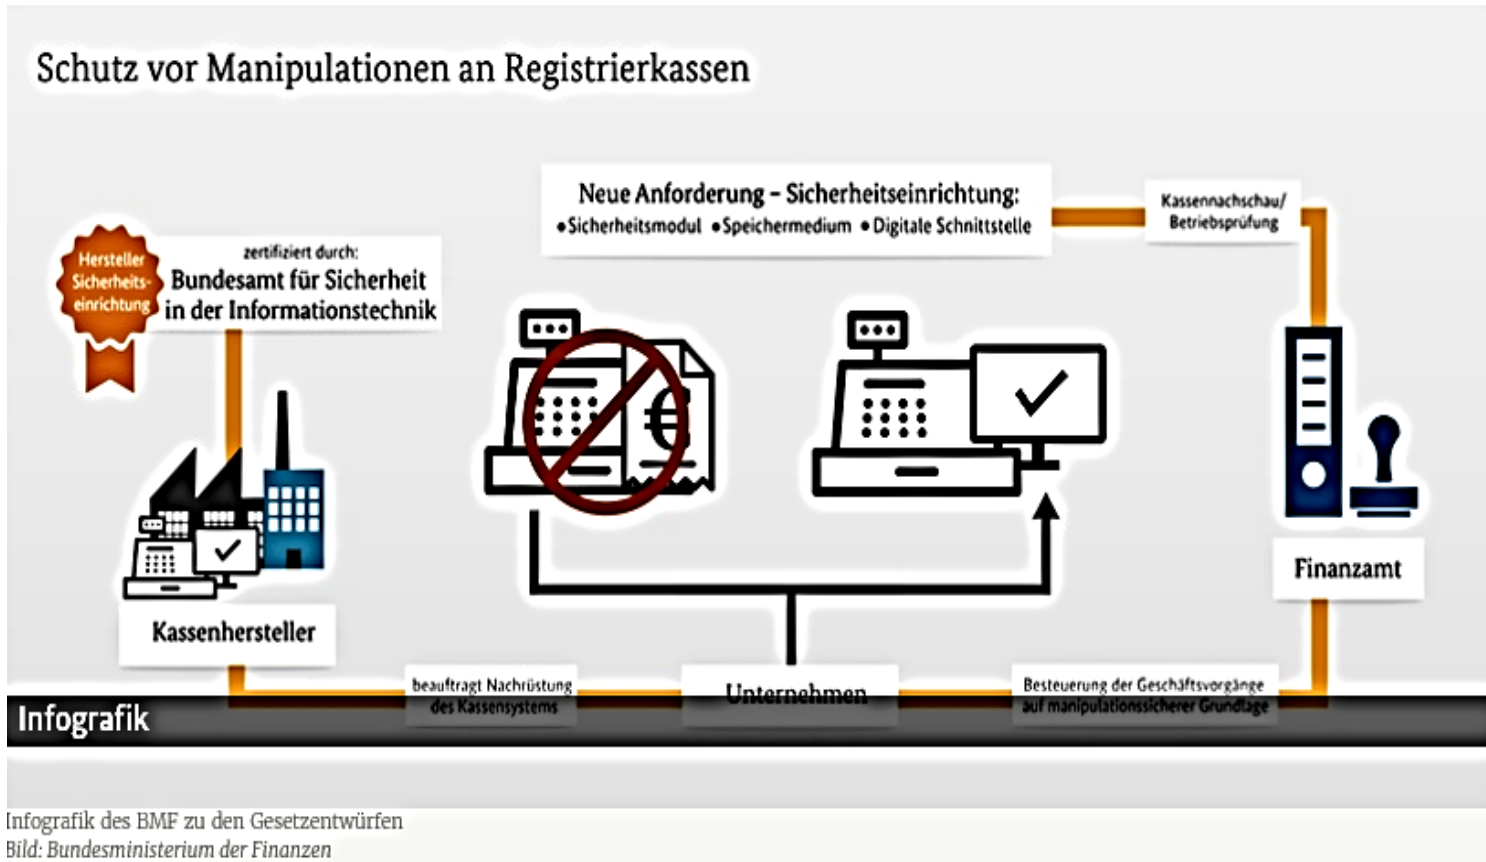 Schutz vor Manipulationen an Registrierkassen
Neue Anforderung – Sicherheitseinrichtung:
• Sicherheitsmodul • Speichermedium • Digitale Schnittstelle
Kassennachschau/
Betriebsprüfung
Hersteller
Sicherheits-
einrichtung
zertifiziert durch:
Bundesamt für Sicherheit
in der Informationstechnik
€
Finanzamt
Kassenhersteller
beauftragt Nachrüstung
des Kassensystems
Unternehmen
Besteuerung der Geschäftsvorgänge
auf manipulationssicherer Grundlage
Infografik
Infografik des BMF zu den Gesetzentwürfen
Bild: Bundesministerium der Finanzen